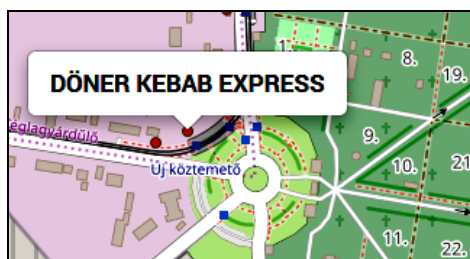 1.
8.
19.
DÖNER KEBAB EXPRESS
églagyárdűlő
9.
Új köztemető
10.
21
11.
22.